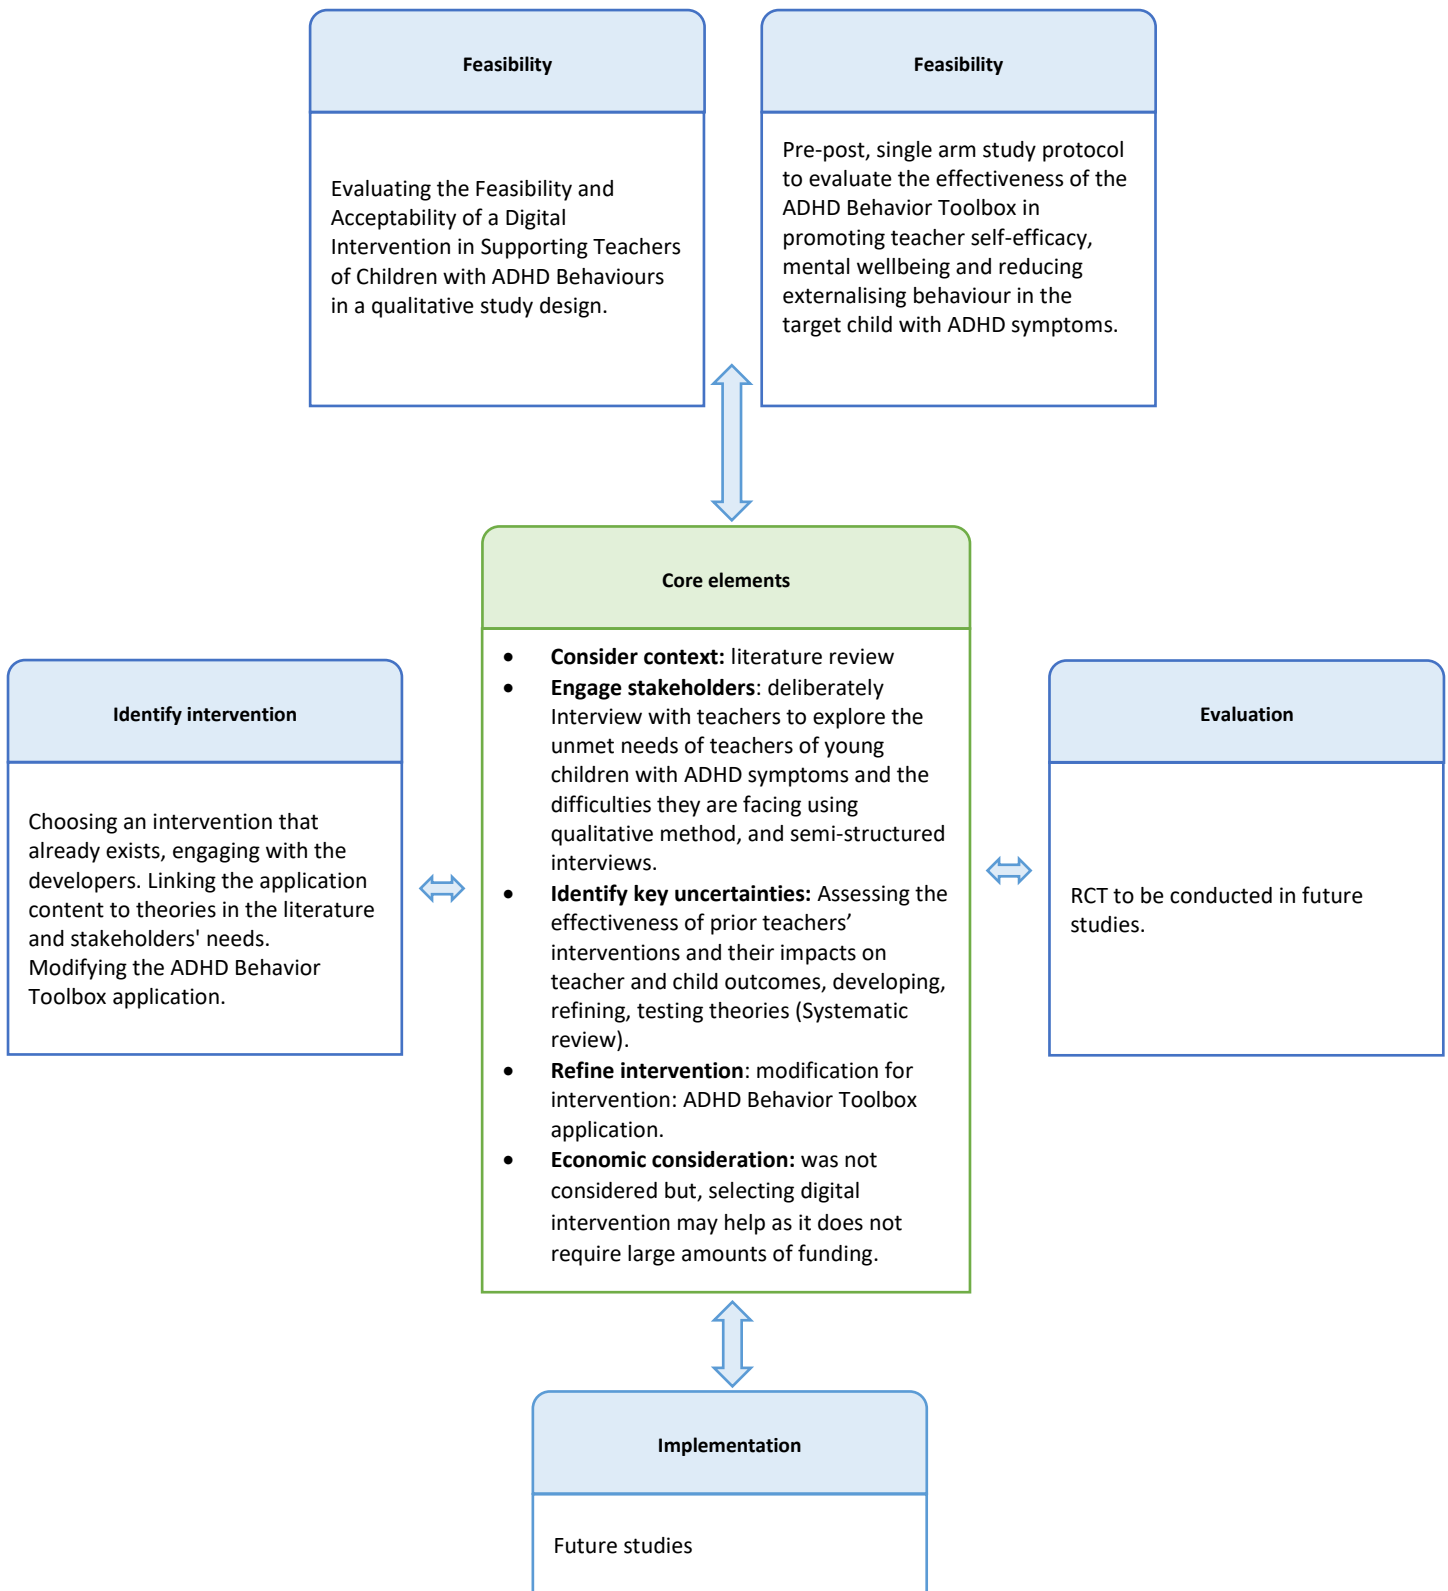 Feasibility
Evaluating the Feasibility and
Acceptability of a Digital
Intervention in Supporting Teachers
of Children with ADHD Behaviours
in a qualitative study design.
Feasibility
Pre-post, single arm study protocol
to evaluate the effectiveness of the
ADHD Behavior Toolbox in
promoting teacher self-efficacy,
mental wellbeing and reducing
externalising behaviour in the
target child with ADHD symptoms.
Identify intervention
Choosing an intervention that
already exists, engaging with the
developers. Linking the application
content to theories in the literature
and stakeholders' needs.
Modifying the ADHD Behavior
Toolbox application.
Core elements
• Consider context: literature review
• Engage stakeholders: deliberately
Interview with teachers to explore the
unmet needs of teachers of young
children with ADHD symptoms and the
difficulties they are facing using
qualitative method, and semi-structured
interviews.
• Identify key uncertainties: Assessing the
effectiveness of prior teachers’
interventions and their impacts on
teacher and child outcomes, developing,
refining, testing theories (Systematic
review).
• Refine intervention: modification for
intervention: ADHD Behavior Toolbox
application.
• Economic consideration: was not
considered but, selecting digital
intervention may help as it does not
require large amounts of funding.
Evaluation
RCT to be conducted in future
studies.
Implementation
Future studies